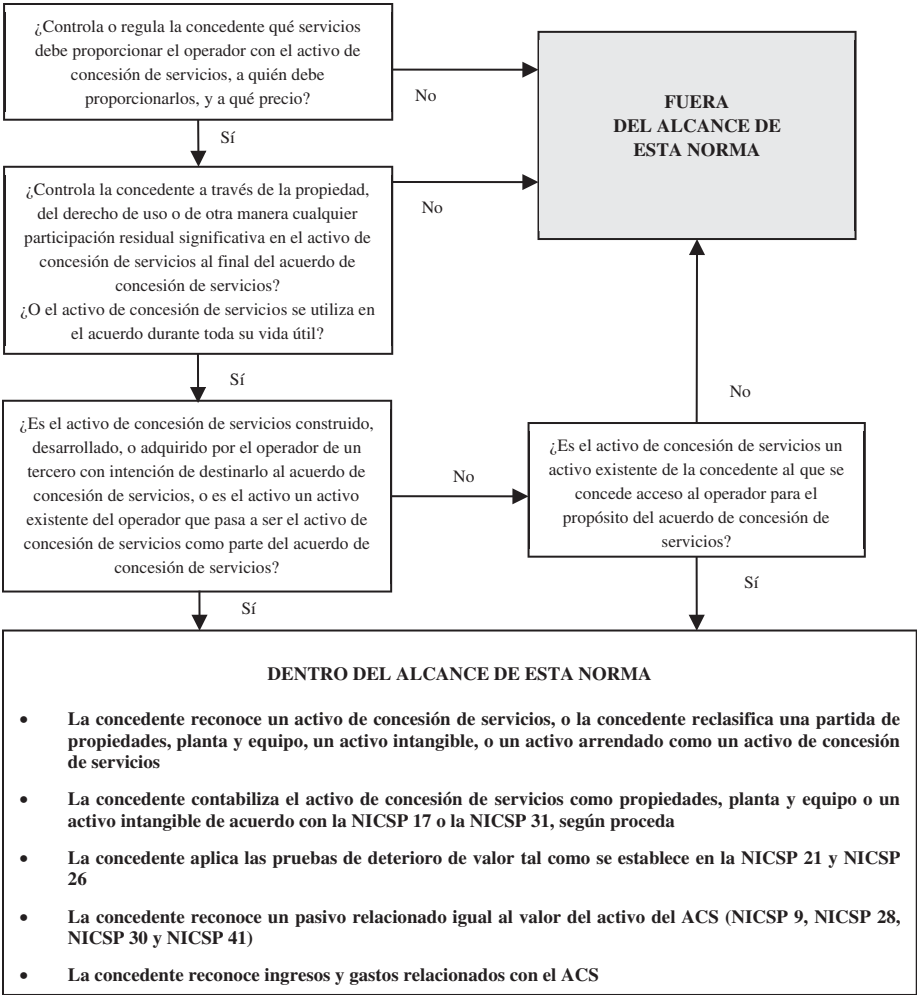 ¿Controla o regula la concedente qué servicios
debe proporcionar el operador con el activo de
concesión de servicios, a quién debe
proporcionarlos, y a qué precio?
No
FUERA
DEL ALCANCE DE
ESTA NORMA
Sí
¿Controla la concedente a través de la propiedad,
del derecho de uso o de otra manera cualquier
participación residual significativa en el activo de
concesión de servicios al final del acuerdo de
concesión de servicios?
¿O el activo de concesión de servicios se utiliza en
el acuerdo durante toda su vida útil?
No
Sí
No
¿Es el activo de concesión de servicios construido,
desarrollado, o adquirido por el operador de un
tercero con intención de destinarlo al acuerdo de
concesión de servicios, o es el activo un activo
existente del operador que pasa a ser el activo de
concesión de servicios como parte del acuerdo de
concesión de servicios?
No
¿Es el activo de concesión de servicios un
activo existente de la concedente al que se
concede acceso al operador para el
propósito del acuerdo de concesión de
servicios?
Sí
Sí
DENTRO DEL ALCANCE DE ESTA NORMA
• La concedente reconoce un activo de concesión de servicios, o la concedente reclasifica una partida de
propiedades, planta y equipo, un activo intangible, o un activo arrendado como un activo de concesión
de servicios
• La concedente contabiliza el activo de concesión de servicios como propiedades, planta y equipo o un
activo intangible de acuerdo con la NICSP 17 o la NICSP 31, según proceda
• La concedente aplica las pruebas de deterioro de valor tal como se establece en la NICSP 21 y NICSP
26
• La concedente reconoce un pasivo relacionado igual al valor del activo del ACS (NICSP 9, NICSP 28,
NICSP 30 y NICSP 41)
• La concedente reconoce ingresos y gastos relacionados con el ACS